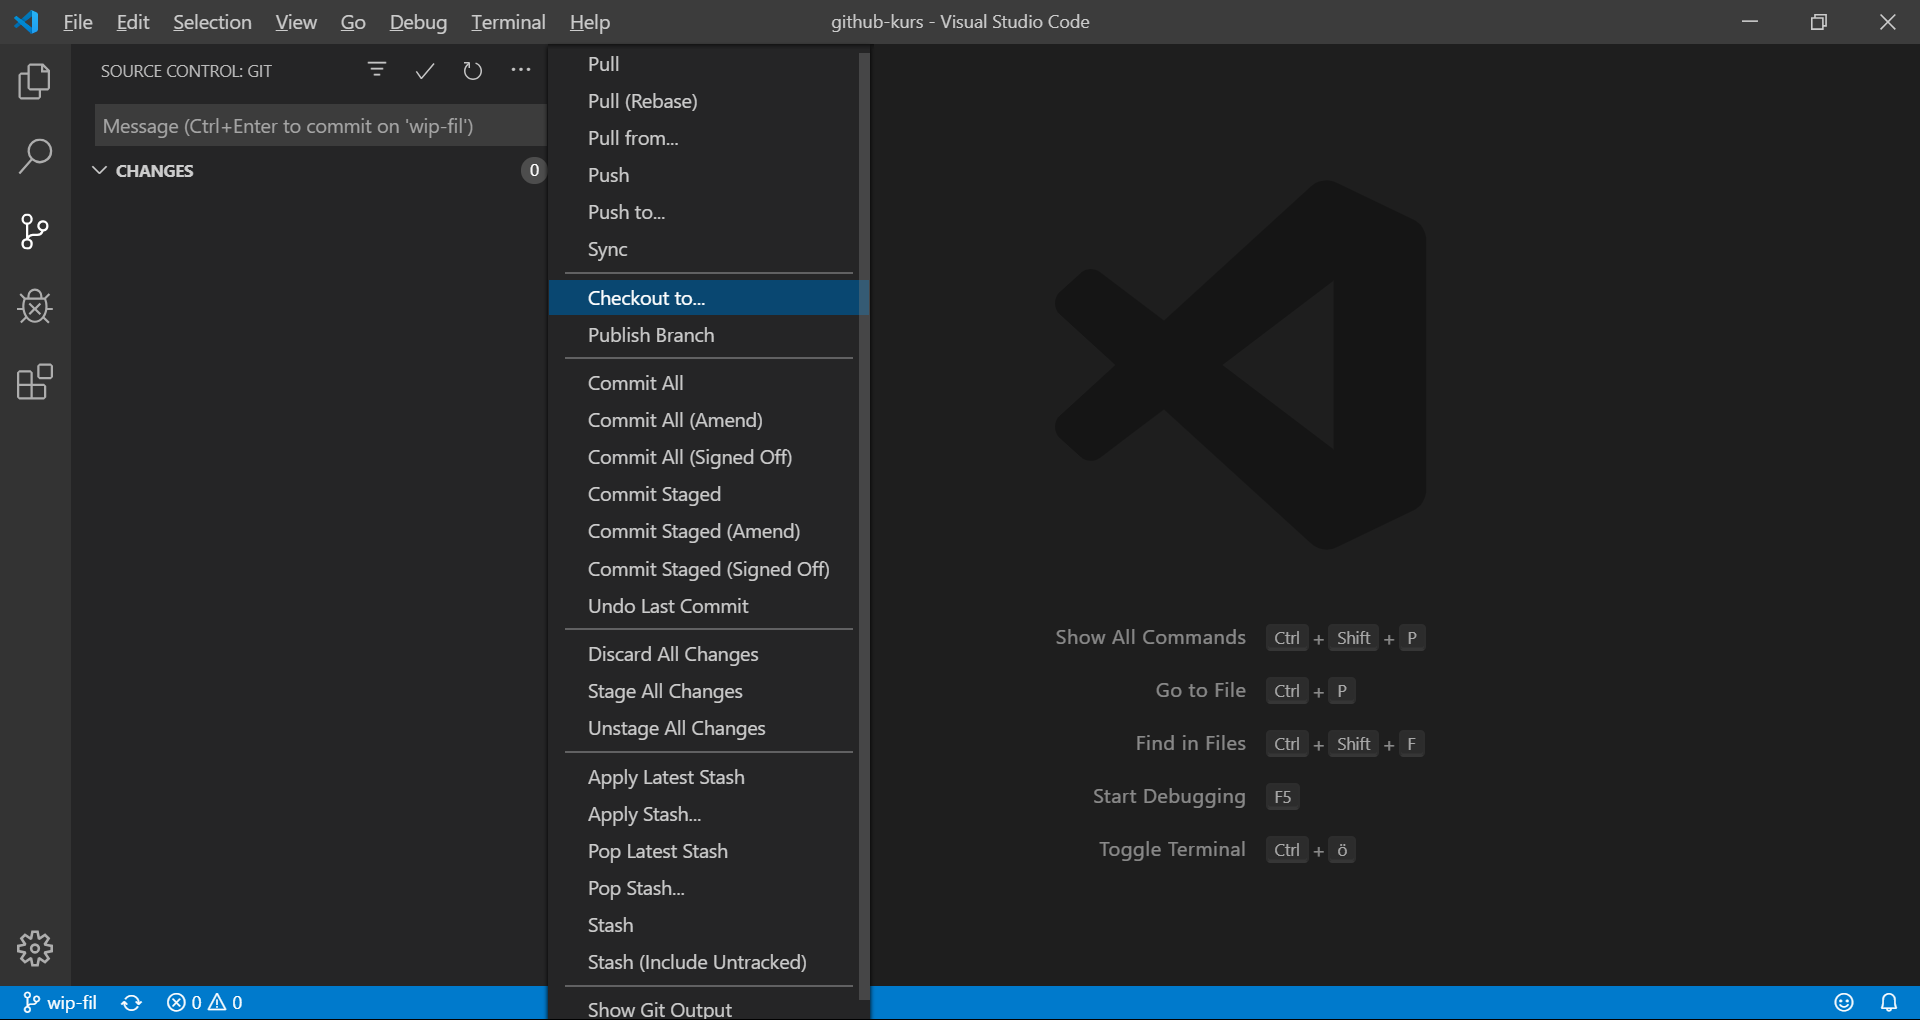 File Edit Selection View Go Debug Terminal Help
github-kurs - Visual Studio Code
SOURCE CONTROL: GIT
Message (Ctrl+Enter to commit on 'wip-fil')
CHANGES 0
Pull
Pull (Rebase)
Pull from...
Push
Push to...
Sync
Checkout to...
Publish Branch
Commit All
Commit All (Amend)
Commit All (Signed Off)
Commit Staged
Commit Staged (Amend)
Commit Staged (Signed Off)
Undo Last Commit
Discard All Changes
Stage All Changes
Unstage All Changes
Apply Latest Stash
Apply Stash...
Pop Latest Stash
Pop Stash...
Stash
Stash (Include Untracked)
Show Git Output
Show All Commands Ctrl + Shift + P
Go to File Ctrl + P
Find in Files Ctrl + Shift + F
Start Debugging F5
Toggle Terminal Ctrl + ö
wip-fil 0 0